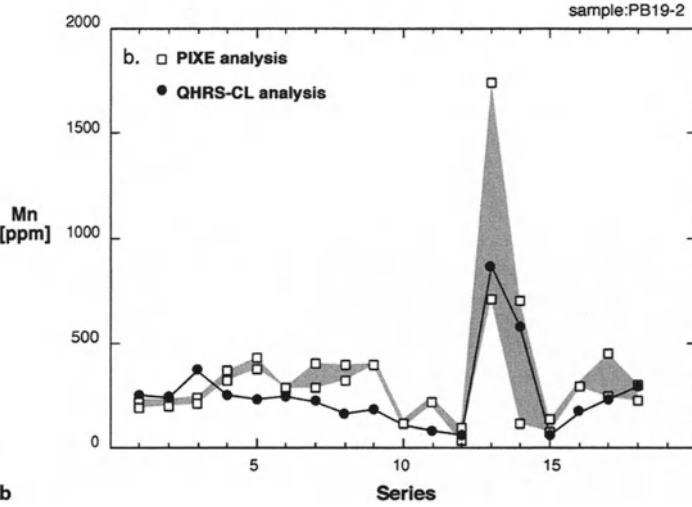 sample:PB19-2
2000
b. □ PIXE analysis
● QHRS-CL analysis
1500
Mn
[ppm]
1000
500
0
5 10 15
b Series